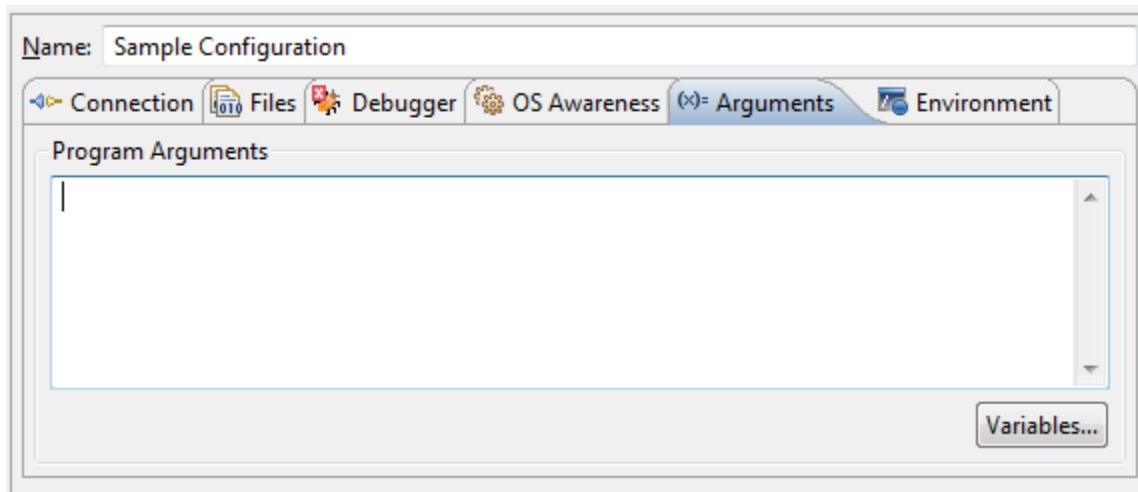 Name: Sample Configuration
Connection Files Debugger OS Awareness (x)= Arguments Environment
Program Arguments
Variables...